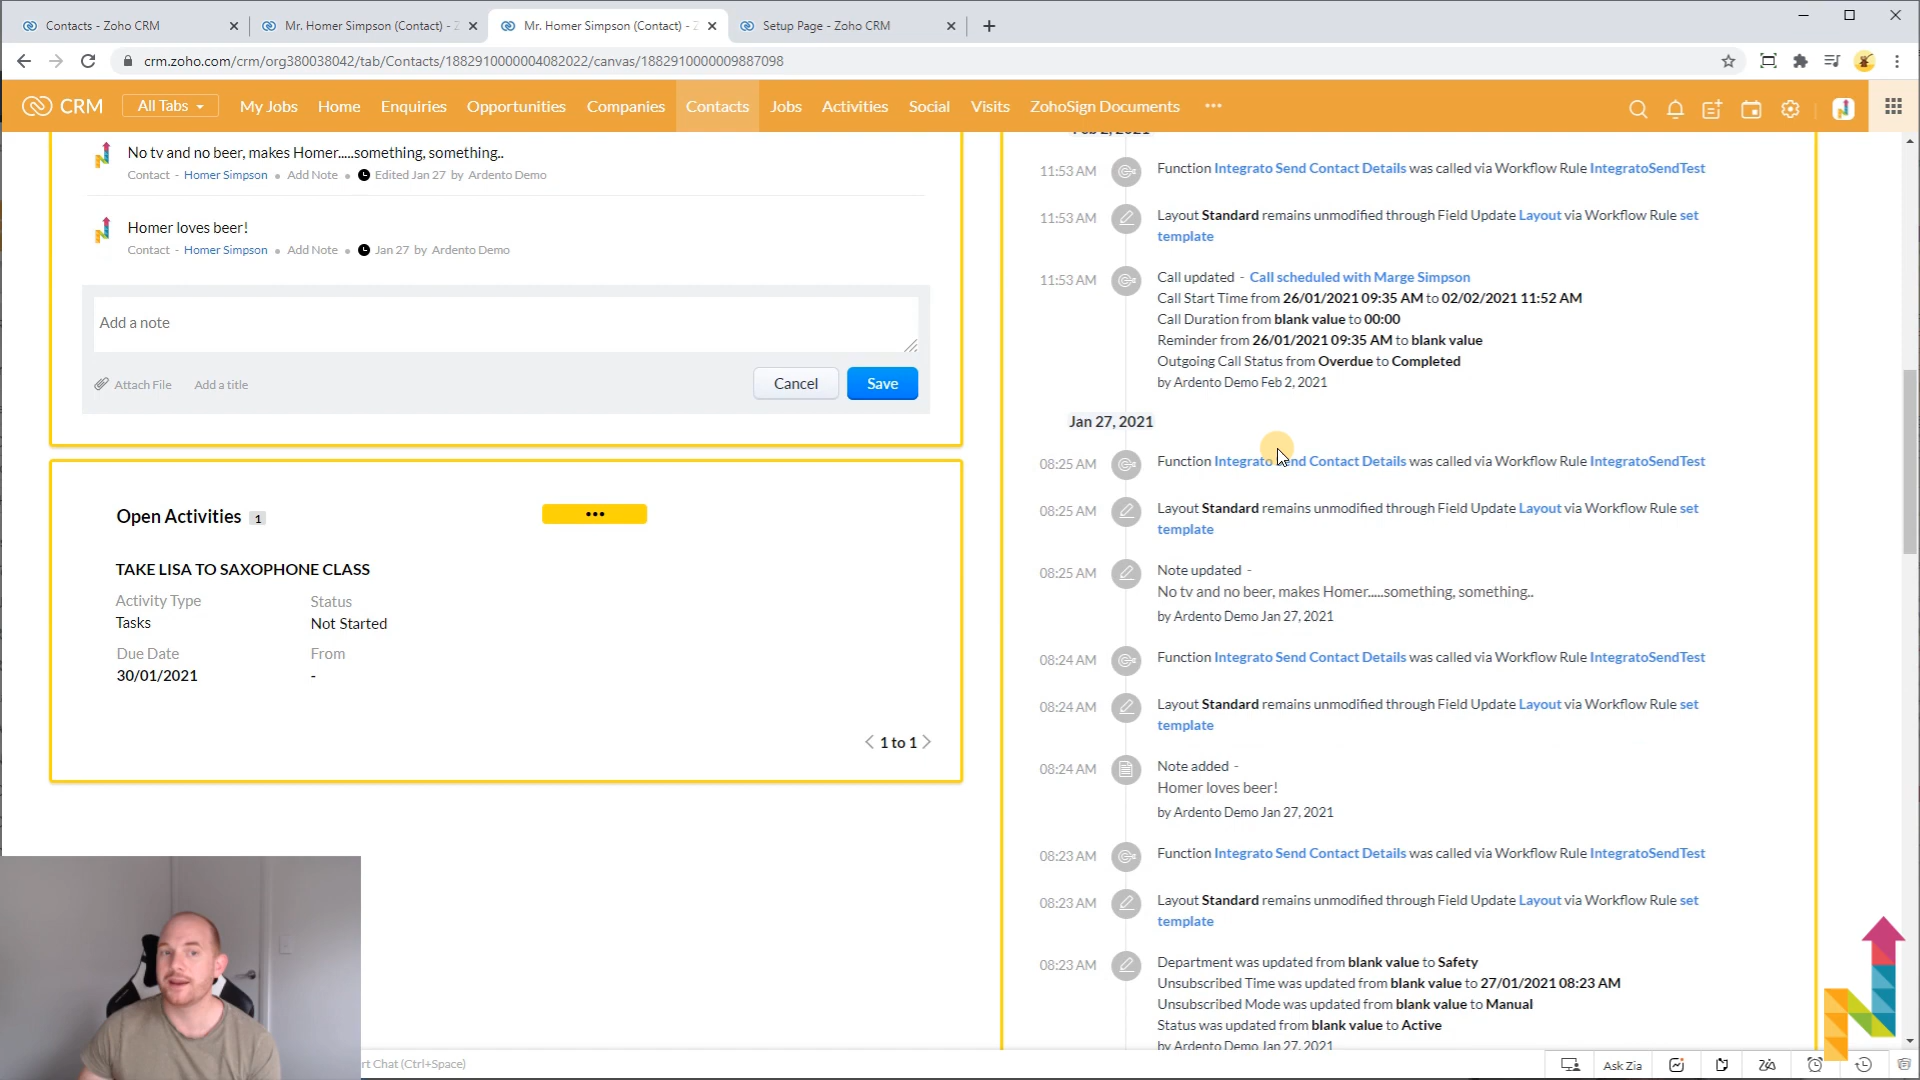 Contacts - Zoho CRM
Mr. Homer Simpson (Contact) - Z
Mr. Homer Simpson (Contact) - Z
Setup Page - Zoho CRM
crm.zoho.com/crm/org380038042/tab/Contacts/1882910000004082022/canvas/1882910000009887098
CRM
All Tabs
My Jobs
Home
Enquiries
Opportunities
Companies
Contacts
Jobs
Activities
Social
Visits
ZohoSign Documents
No tv and no beer, makes Homer.....something, something..
Contact - Homer Simpson • Add Note • Edited Jan 27 by Ardento Demo
Homer loves beer!
Contact - Homer Simpson • Add Note • Jan 27 by Ardento Demo
Add a note
Attach File
Add a title
Cancel
Save
Open Activities 1
TAKE LISA TO SAXOPHONE CLASS
Activity Type
Status
Tasks
Not Started
Due Date
From
30/01/2021
-
1 to 1
Feb 2, 2021
11:53 AM
Function Integrato Send Contact Details was called via Workflow Rule IntegratoSendTest
11:53 AM
Layout Standard remains unmodified through Field Update Layout via Workflow Rule set
template
11:53 AM
Call updated - Call scheduled with Marge Simpson
Call Start Time from 26/01/2021 09:35 AM to 02/02/2021 11:52 AM
Call Duration from blank value to 00:00
Reminder from 26/01/2021 09:35 AM to blank value
Outgoing Call Status from Overdue to Completed
by Ardento Demo Feb 2, 2021
Jan 27, 2021
08:25 AM
Function Integrato Send Contact Details was called via Workflow Rule IntegratoSendTest
08:25 AM
Layout Standard remains unmodified through Field Update Layout via Workflow Rule set
template
08:25 AM
Note updated -
No tv and no beer, makes Homer.....something, something..
by Ardento Demo Jan 27, 2021
08:24 AM
Function Integrato Send Contact Details was called via Workflow Rule IntegratoSendTest
08:24 AM
Layout Standard remains unmodified through Field Update Layout via Workflow Rule set
template
08:24 AM
Note added -
Homer loves beer!
by Ardento Demo Jan 27, 2021
08:23 AM
Function Integrato Send Contact Details was called via Workflow Rule IntegratoSendTest
08:23 AM
Layout Standard remains unmodified through Field Update Layout via Workflow Rule set
template
08:23 AM
Department was updated from blank value to Safety
Unsubscribed Time was updated from blank value to 27/01/2021 08:23 AM
Unsubscribed Mode was updated from blank value to Manual
Status was updated from blank value to Active
by Ardento Demo Jan 27, 2021
rt Chat (Ctrl+Space)
Ask Zia